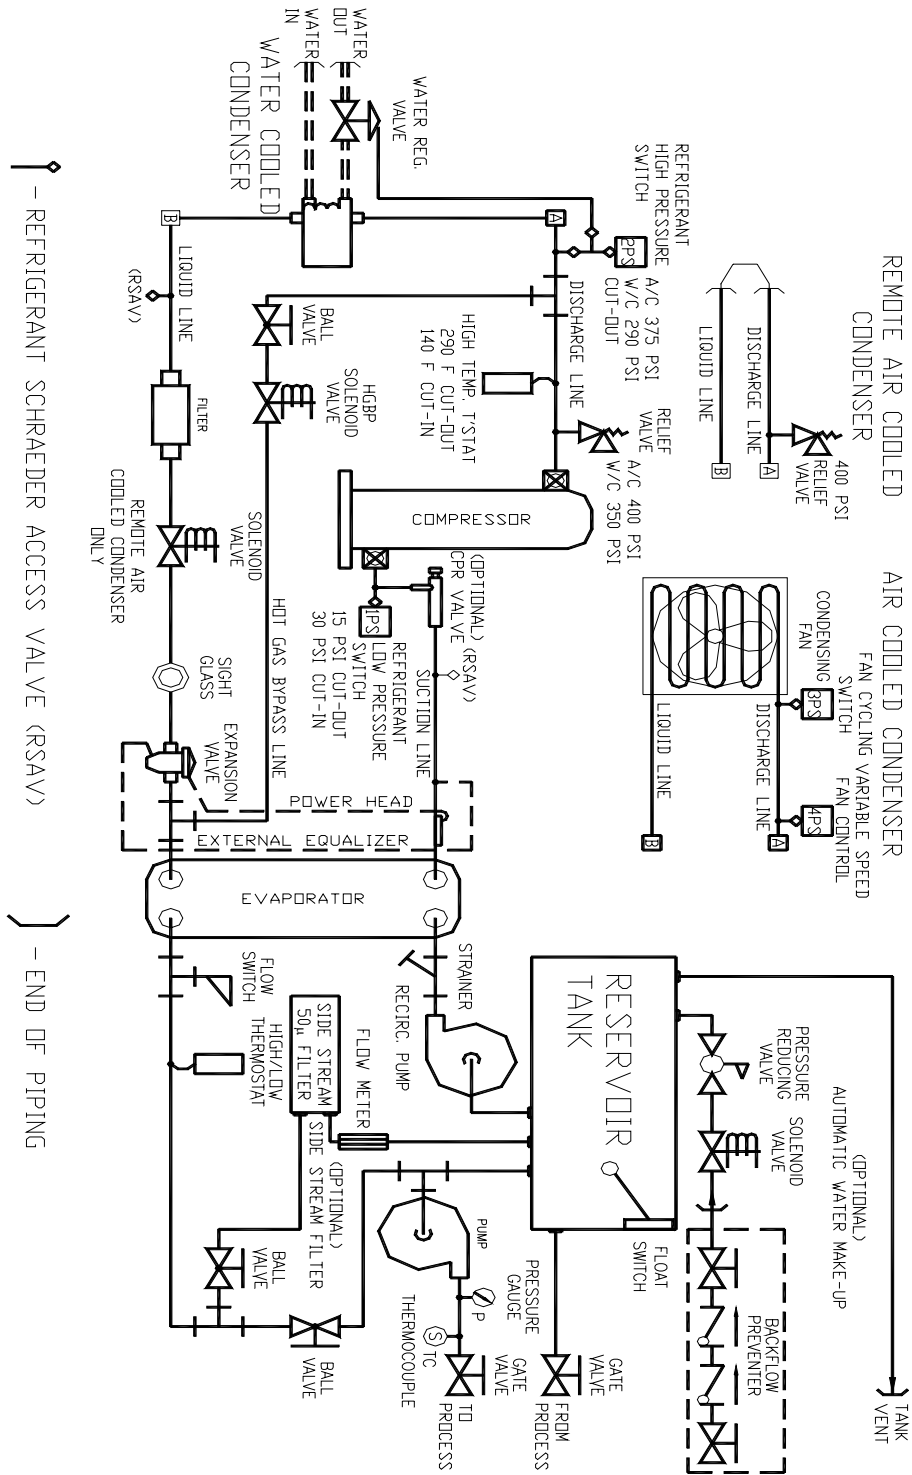 REMOTE AIR COOLED
CONDENSER
400 PSI
RELIEF
VALVE
DISCHARGE LINE
A
LIQUID LINE
B
AIR COOLED CONDENSER
FAN CYCLING
SWITCH
VARIABLE SPEED
FAN CONTROL
CONDENSING
FAN
3PS
4PS
DISCHARGE LINE
A
LIQUID LINE
B
TANK
VENT
(OPTIONAL)
AUTOMATIC WATER MAKE-UP
PRESSURE
REDUCING
VALVE
SOLENOID
VALVE
BACKFLOW
PREVENTER
REFRIGERANT
HIGH PRESSURE
SWITCH
2PS
A/C 375 PSI
W/C 290 PSI
CUT-OUT
RELIEF
VALVE
A/C 400 PSI
W/C 350 PSI
A
DISCHARGE LINE
HIGH TEMP. T'STAT
290 F CUT-OUT
140 F CUT-IN
COMPRESSOR
(OPTIONAL)
CPR VALVE
(RSAV)
SUCTION LINE
1PS
REFRIGERANT
LOW PRESSURE
SWITCH
15 PSI CUT-OUT
30 PSI CUT-IN
WATER REG.
VALVE
WATER
OUT
WATER
IN
WATER COOLED
CONDENSER
BALL
VALVE
HGBP
SOLENOID
VALVE
HOT GAS BYPASS LINE
B
LIQUID LINE
(RSAV)
FILTER
SOLENOID
VALVE
REMOTE AIR
COOLED CONDENSER
ONLY
SIGHT
GLASS
EXPANSION
VALVE
POWER HEAD
EXTERNAL EQUALIZER
EVAPORATOR
RESERVOIR
TANK
FLOAT
SWITCH
STRAINER
RECIRC. PUMP
FLOW METER
SIDE STREAM
50µ FILTER
(OPTIONAL)
SIDE STREAM FILTER
FLOW
SWITCH
HIGH/LOW
THERMOSTAT
BALL
VALVE
BALL
VALVE
PUMP
PRESSURE
GAUGE
P
S
TC
THERMOCOUPLE
GATE
VALVE
TO
PROCESS
GATE
VALVE
FROM
PROCESS
- REFRIGERANT SCHRAEDER ACCESS VALVE (RSAV)
- END OF PIPING